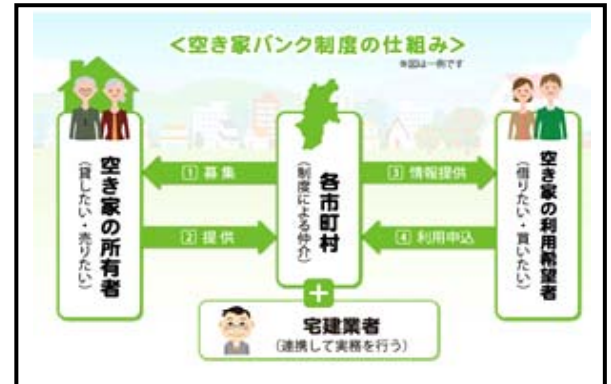 <空き家バンク制度の仕組み>
※図は一例です
空き家の所有者
(貸したい・売りたい)
1 募集
2 提供
各市町村
(制度による仲介)
3 情報提供
4 利用申込
空き家の利用希望者
(借りたい・買いたい)
+
宅建業者
(連携して実務を行う)